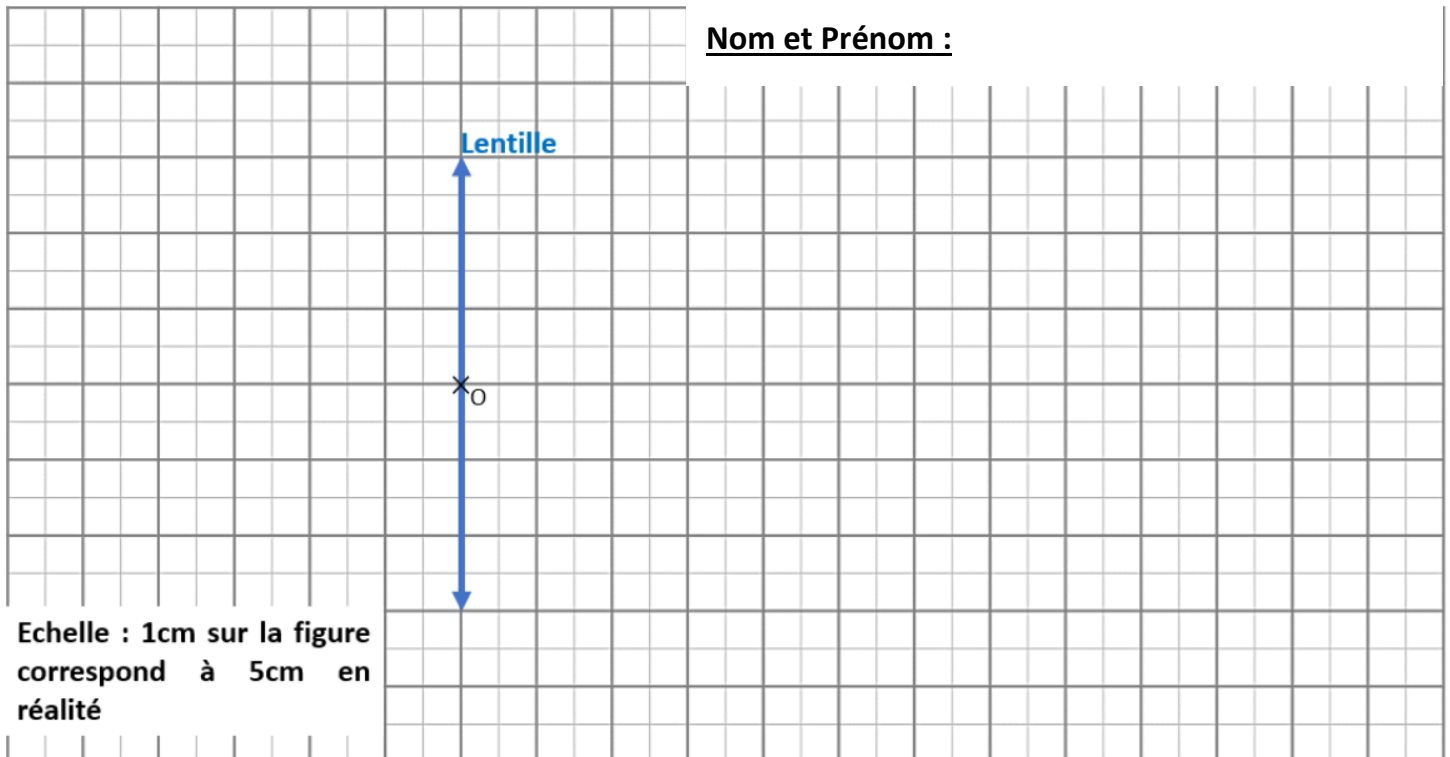 Nom et Prénom :
Lentille
O
Echelle : 1cm sur la figure
correspond à 5cm en
réalité